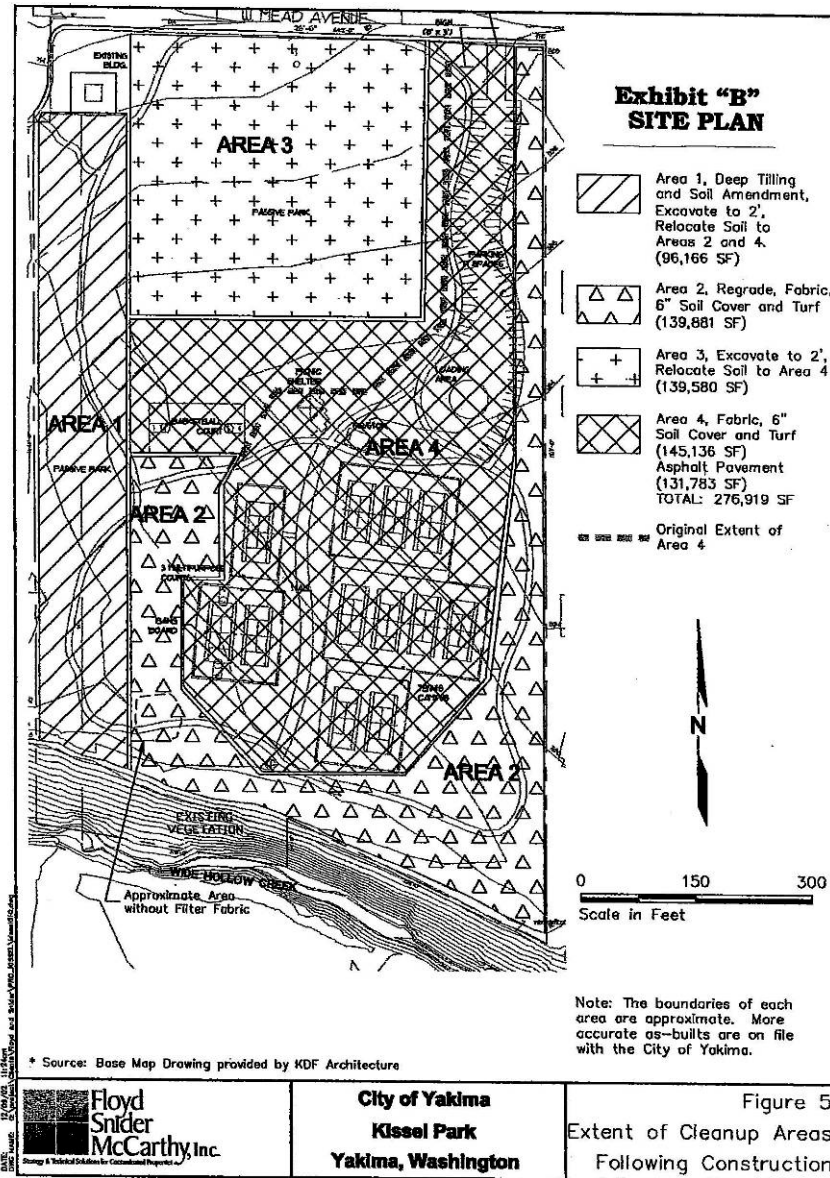 W MEAD AVENUE
EXISTING
BLDG.
AREA 3
PASSIVE PARK
PARKING
SPACES
PICNIC
SHELTER
LOADING
AREA
AREA 1
PASSIVE PARK
BASKETBALL
COURT
AREA 4
AREA 2
3 MULTIPURPOSE
COURTS
BANG
BOARD
TENNIS
AREA 2
EXISTING
VEGETATION
WIDE HOLLOW CREEK
Approximate Area
without Filter Fabric
Exhibit "B"
SITE PLAN
Area 1, Deep Tilling
and Soil Amendment,
Excavate to 2',
Relocate Soil to
Areas 2 and 4.
(96,166 SF)
Area 2, Regrade, Fabric,
6" Soil Cover and Turf
(139,881 SF)
Area 3, Excavate to 2',
Relocate Soil to Area 4
(139,580 SF)
Area 4, Fabric, 6"
Soil Cover and Turf
(145,136 SF)
Asphalt Pavement
(131,783 SF)
TOTAL: 276,919 SF
Original Extent of
Area 4
N
0 150 300
Scale in Feet
Note: The boundaries of each
area are approximate. More
accurate as-builts are on file
with the City of Yakima.
* Source: Base Map Drawing provided by KDF Architecture
Floyd
Snider
McCarthy, Inc.
Strategy & Technical Solutions for Contaminated Properties
City of Yakima
Kissel Park
Yakima, Washington
Figure 5
Extent of Cleanup Areas
Following Construction